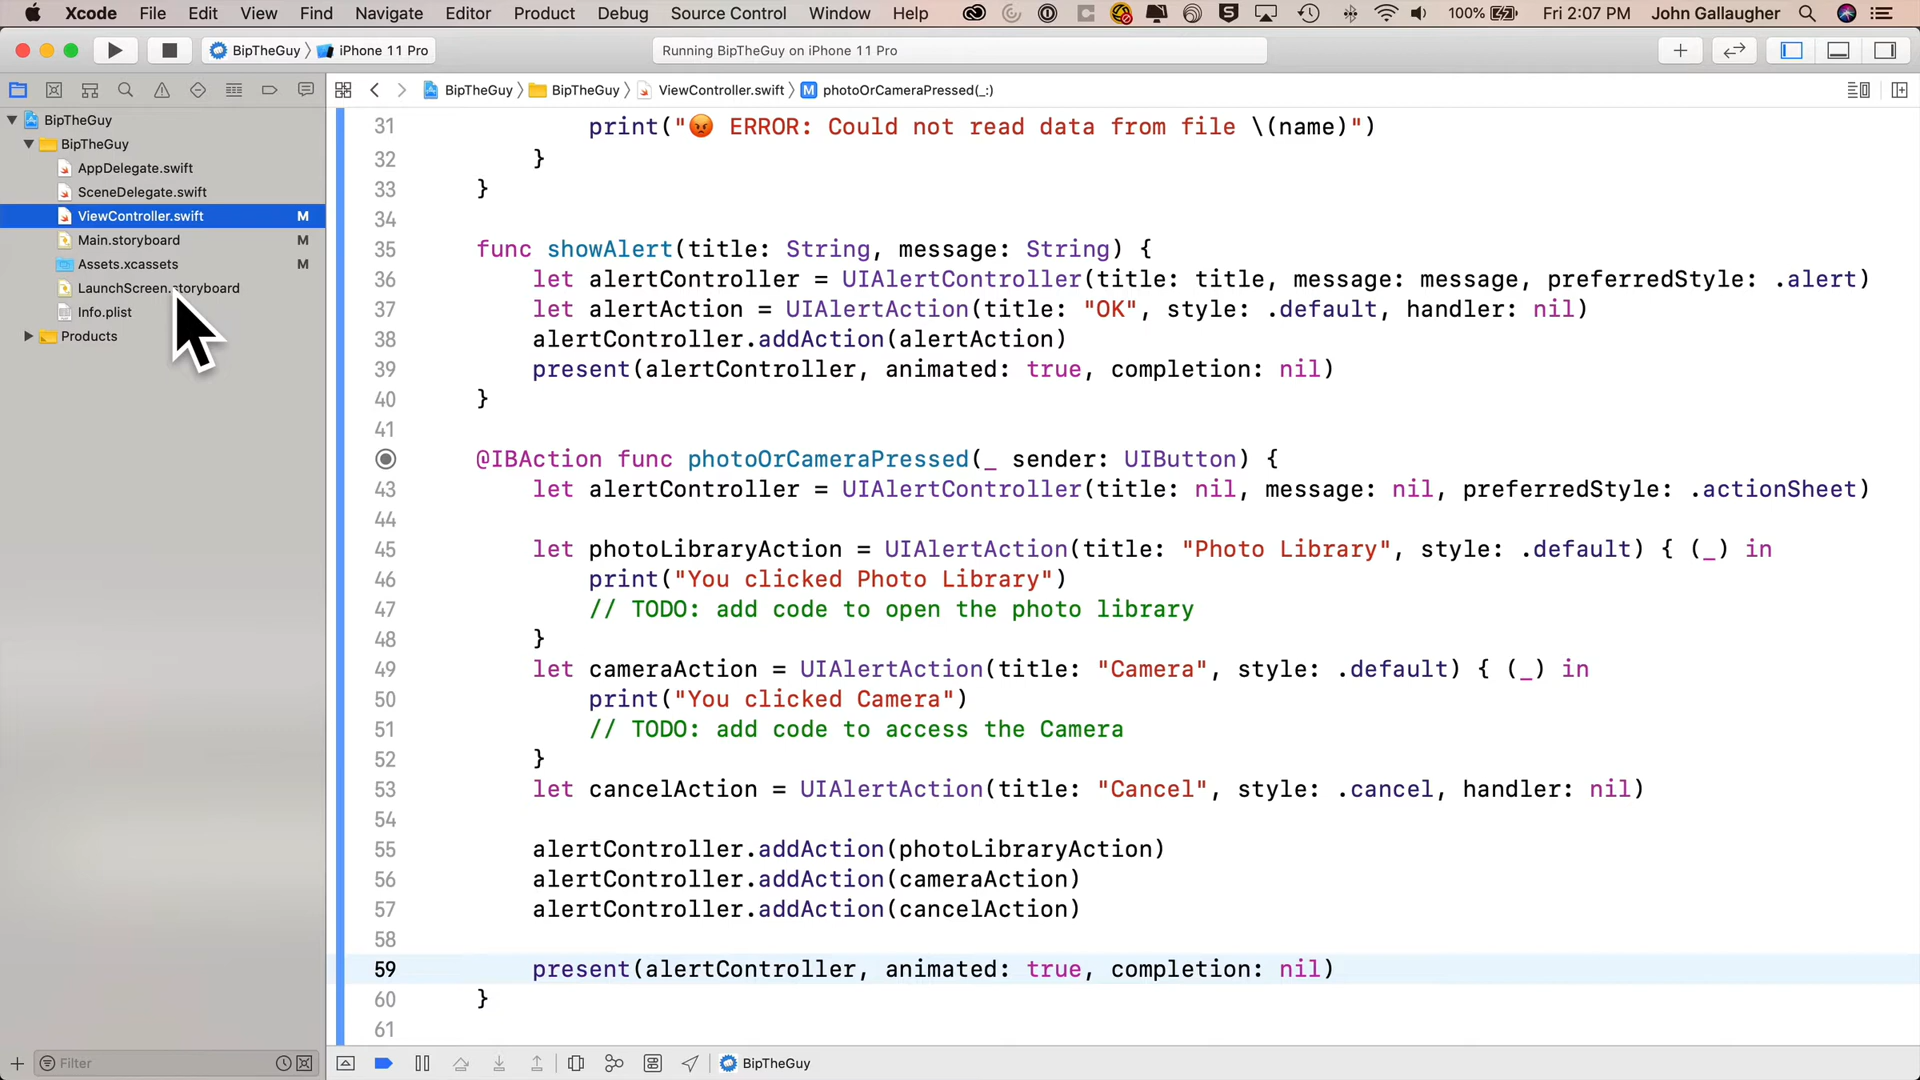 Xcode File Edit View Find Navigate Editor Product Debug Source Control Window Help 100% Fri 2:07 PM John Gallaugher
BipTheGuy iPhone 11 Pro Running BipTheGuy on iPhone 11 Pro
BipTheGuy BipTheGuy ViewController.swift M photoOrCameraPressed(_:)
BipTheGuy
BipTheGuy
AppDelegate.swift
SceneDelegate.swift
ViewController.swift M
Main.storyboard M
Assets.xcassets M
LaunchScreen.storyboard
Info.plist
Products
31 print("😡 ERROR: Could not read data from file \(name)")
32 }
33 }
34
35 func showAlert(title: String, message: String) {
36 let alertController = UIAlertController(title: title, message: message, preferredStyle: .alert)
37 let alertAction = UIAlertAction(title: "OK", style: .default, handler: nil)
38 alertController.addAction(alertAction)
39 present(alertController, animated: true, completion: nil)
40 }
41
@IBAction func photoOrCameraPressed(_ sender: UIButton) {
43 let alertController = UIAlertController(title: nil, message: nil, preferredStyle: .actionSheet)
44
45 let photoLibraryAction = UIAlertAction(title: "Photo Library", style: .default) { (_) in
46 print("You clicked Photo Library")
47 // TODO: add code to open the photo library
48 }
49 let cameraAction = UIAlertAction(title: "Camera", style: .default) { (_) in
50 print("You clicked Camera")
51 // TODO: add code to access the Camera
52 }
53 let cancelAction = UIAlertAction(title: "Cancel", style: .cancel, handler: nil)
54
55 alertController.addAction(photoLibraryAction)
56 alertController.addAction(cameraAction)
57 alertController.addAction(cancelAction)
58
59 present(alertController, animated: true, completion: nil)
60 }
61
Filter BipTheGuy